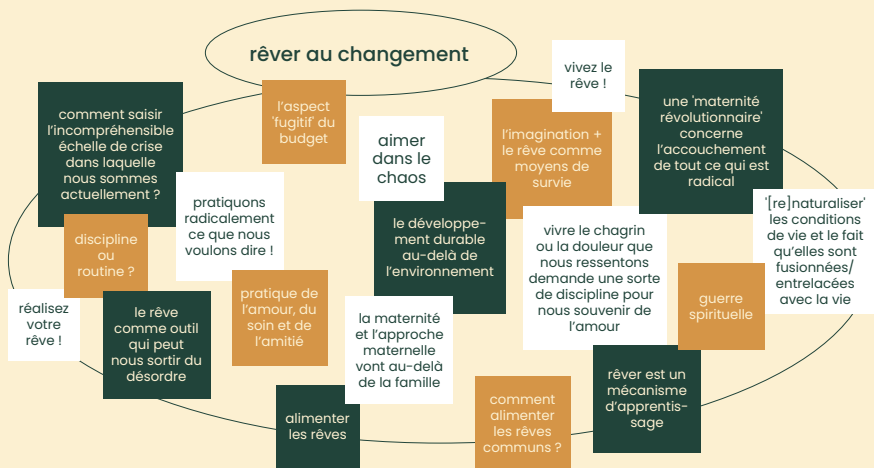 rêver au changement
vivez le
rêve !
comment saisir
l'incompréhensible
échelle de crise
dans laquelle
nous sommes
actuellement ?
l'aspect
'fugitif' du
budget
aimer
dans le
chaos
l'imagination +
le rêve comme
moyens de
survie
une 'maternité
révolutionnaire'
concerne
l'accouchement
de tout ce qui est
radical
pratiquons
radicalement
ce que nous
voulons dire !
discipline
ou
routine ?
le développe-
ment durable
au-delà de
l'environnement
vivre le chagrin
ou la douleur que
nous ressentons
demande une sorte
de discipline pour
nous souvenir de
l'amour
'[re]naturaliser'
les conditions
de vie et le fait
qu'elles sont
fusionnées/
entrelacées
avec la vie
réalisez
votre
rêve !
le rêve
comme outil
qui peut
nous sortir du
désordre
pratique de
l'amour, du
soin et de
l'amitié
la maternité
et l'approche
maternelle
vont au-delà
de la famille
guerre
spirituelle
alimenter
les rêves
comment
alimenter
les rêves
communs ?
rêver est un
mécanisme
d'apprentis-
sage